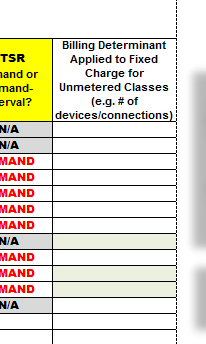 TSR
mand or
mand-
erval?
Billing Determinant
Applied to Fixed
Charge for
Unmetered Classes
(e.g. # of
devices/connections)
N/A
N/A
MAND
MAND
MAND
MAND
MAND
N/A
MAND
MAND
MAND
N/A